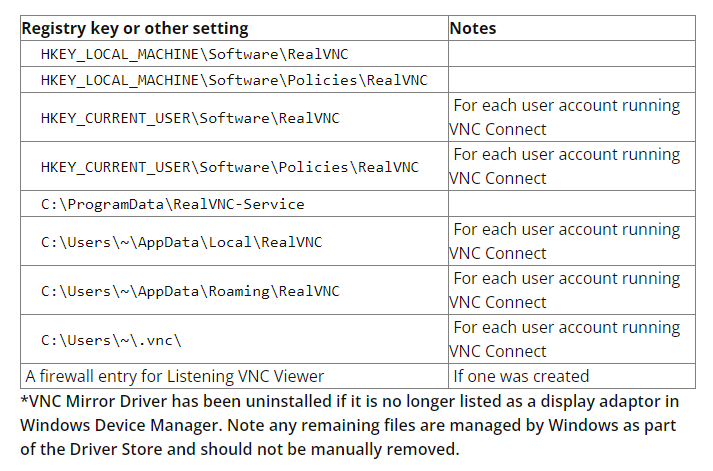 Registry key or other setting Notes
HKEY_LOCAL_MACHINE\Software\RealVNC
HKEY_LOCAL_MACHINE\Software\Policies\RealVNC
HKEY_CURRENT_USER\Software\RealVNC For each user account running
VNC Connect
HKEY_CURRENT_USER\Software\Policies\RealVNC For each user account running
VNC Connect
C:\ProgramData\RealVNC-Service
C:\Users\~\AppData\Local\RealVNC For each user account running
VNC Connect
C:\Users\~\AppData\Roaming\RealVNC For each user account running
VNC Connect
C:\Users\~\.vnc\ For each user account running
VNC Connect
A firewall entry for Listening VNC Viewer If one was created
*VNC Mirror Driver has been uninstalled if it is no longer listed as a display adaptor in
Windows Device Manager. Note any remaining files are managed by Windows as part
of the Driver Store and should not be manually removed.